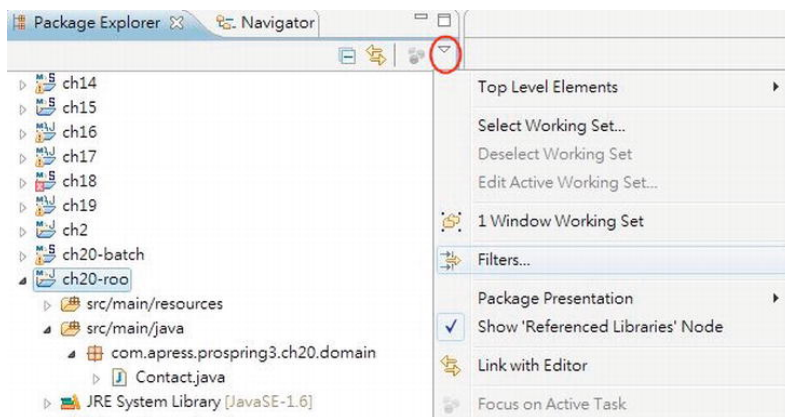 Package Explorer
Navigator
ch14
ch15
ch16
ch17
ch18
ch19
ch2
ch20-batch
ch20-roo
src/main/resources
src/main/java
com.apress.prospring3.ch20.domain
Contact.java
JRE System Library [JavaSE-1.6]
Top Level Elements
Select Working Set...
Deselect Working Set
Edit Active Working Set...
1 Window Working Set
Filters...
Package Presentation
Show 'Referenced Libraries' Node
Link with Editor
Focus on Active Task